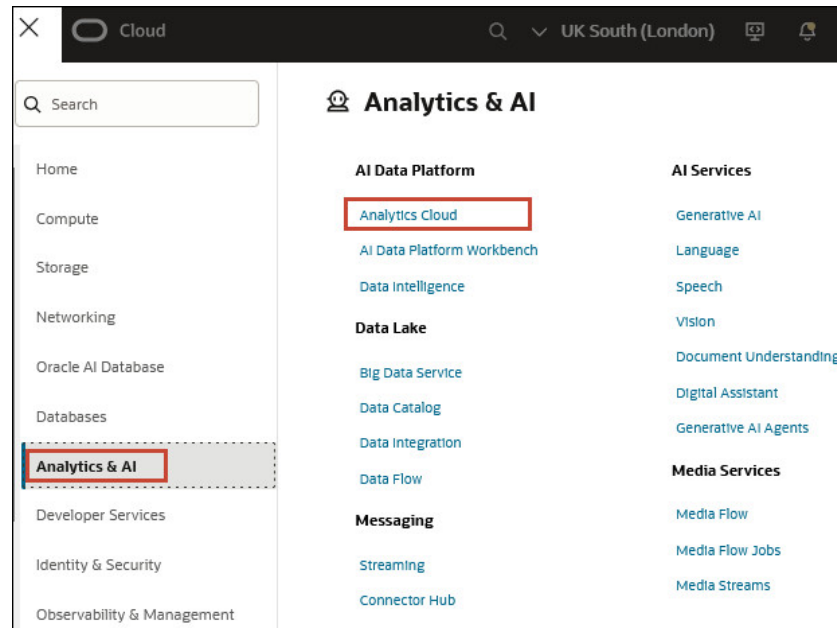 Cloud
UK South (London)
Search
Home
Compute
Storage
Networking
Oracle AI Database
Databases
Analytics & AI
Developer Services
Identity & Security
Observability & Management
Analytics & AI
AI Data Platform
Analytics Cloud
AI Data Platform Workbench
Data Intelligence
Data Lake
Big Data Service
Data Catalog
Data Integration
Data Flow
Messaging
Streaming
Connector Hub
AI Services
Generative AI
Language
Speech
Vision
Document Understanding
Digital Assistant
Generative AI Agents
Media Services
Media Flow
Media Flow Jobs
Media Streams